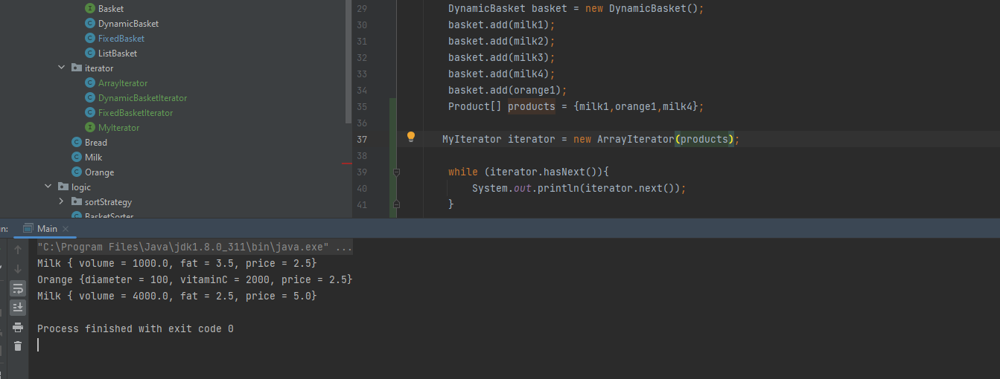 Basket
DynamicBasket
FixedBasket
ListBasket
iterator
ArrayIterator
DynamicBasketIterator
FixedBasketIterator
MyIterator
Bread
Milk
Orange
logic
sortStrategy
BasketSorter
29 DynamicBasket basket = new DynamicBasket();
30 basket.add(milk1);
31 basket.add(milk2);
32 basket.add(milk3);
33 basket.add(milk4);
34 basket.add(orange1);
35 Product[] products = {milk1,orange1,milk4};
36
37 MyIterator iterator = new ArrayIterator(products);
38
39 while (iterator.hasNext()){
40 System.out.println(iterator.next());
41 }
Main
"C:\Program Files\Java\jdk1.8.0_311\bin\java.exe" ...
Milk { volume = 1000.0, fat = 3.5, price = 2.5}
Orange {diameter = 100, vitaminC = 2000, price = 2.5}
Milk { volume = 4000.0, fat = 2.5, price = 5.0}
Process finished with exit code 0